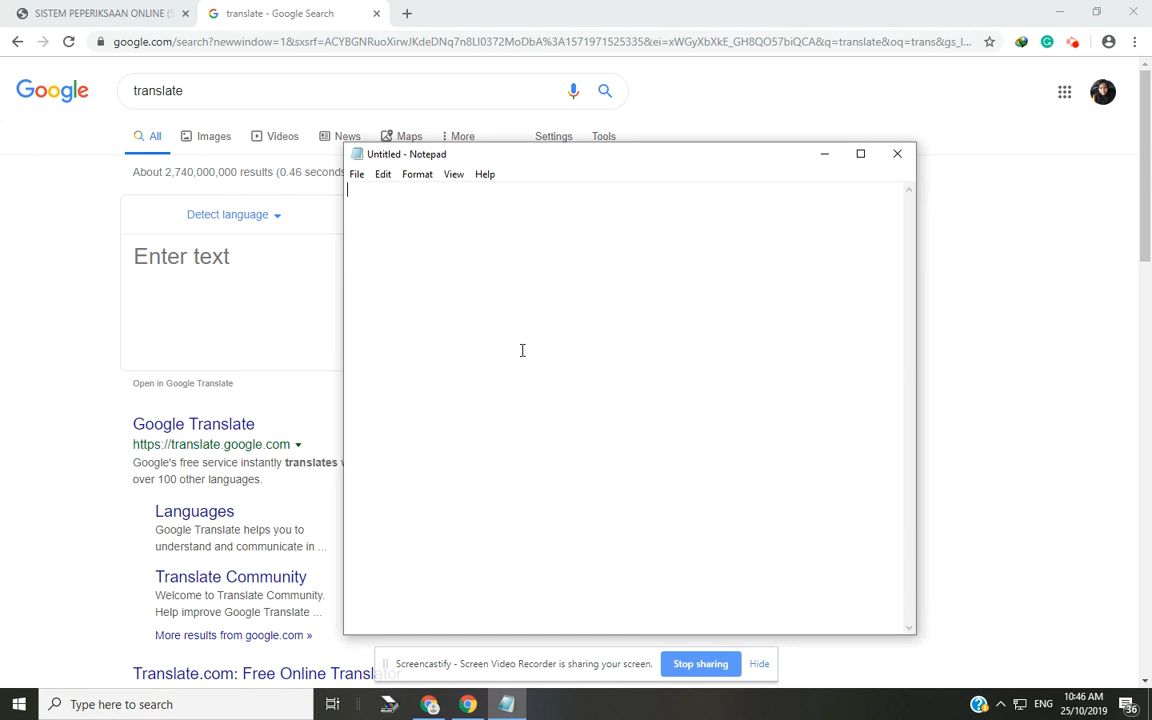 SISTEM PEPERIKSAAN ONLINE (S
translate - Google Search
google.com/search?newwindow=1&sxsrf=ACYBGNRuoXirwJKdeDNq7n8LI0372MoDbA%3A1571971525335&ei=xWGyXbXkE_GH8QO57biQCA&q=translate&oq=trans&gs_l...
Google
translate
All Images Videos News Maps More Settings Tools
About 2,740,000,000 results (0.46 seconds
Untitled - Notepad
File Edit Format View Help
Detect language
Enter text
Open in Google Translate
Google Translate
https://translate.google.com
Google's free service instantly translates w
over 100 other languages.
Languages
Google Translate helps you to
understand and communicate in ...
Translate Community
Welcome to Translate Community.
Help improve Google Translate ...
More results from google.com »
Translate.com: Free Online Translator
Screencastify - Screen Video Recorder is sharing your screen.
Stop sharing
Hide
Type here to search
ENG
10:46 AM
25/10/2019
36